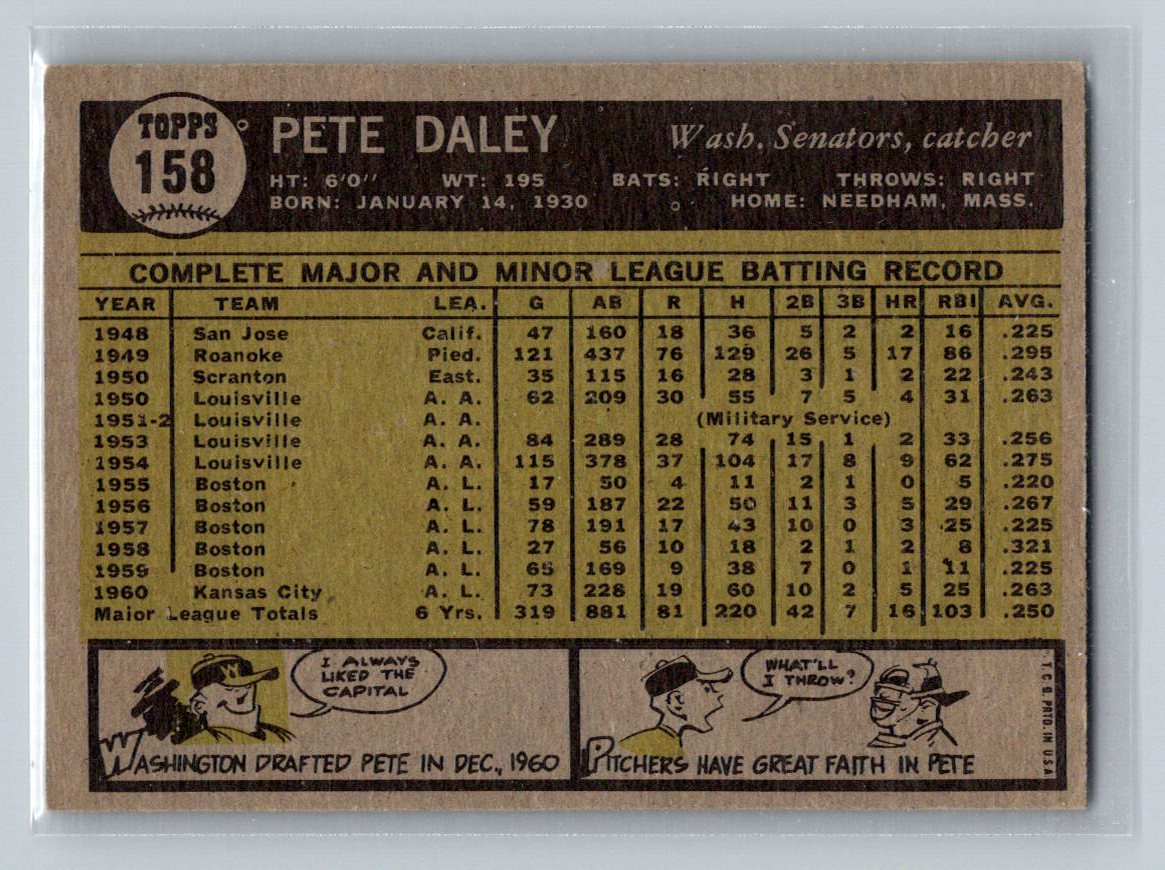 TOPPS
158
PETE DALEY Wash. Senators, catcher
HT: 6'0" WT: 195 BATS: RIGHT THROWS: RIGHT
BORN: JANUARY 14, 1930 HOME: NEEDHAM, MASS.
COMPLETE MAJOR AND MINOR LEAGUE BATTING RECORD
YEAR TEAM LEA. G AB R H 2B 3B HR RBI AVG.
1948 San Jose Calif. 47 160 18 36 5 2 2 16 .225
1949 Roanoke Pied. 121 437 76 129 26 5 17 86 .295
1950 Scranton East. 35 115 16 28 3 1 2 22 .243
1950 Louisville A. A. 62 209 30 55 7 5 4 31 .263
1951-2 Louisville A. A. (Military Service)
1953 Louisville A. A. 84 289 28 74 15 1 2 33 .256
1954 Louisville A. A. 115 378 37 104 17 8 9 62 .275
1955 Boston A. L. 17 50 4 11 2 1 0 5 .220
1956 Boston A. L. 59 187 22 50 11 3 5 29 .267
1957 Boston A. L. 78 191 17 43 10 0 3 25 .225
1958 Boston A. L. 27 56 10 18 2 1 2 8 .321
1959 Boston A. L. 65 169 9 38 7 0 1 11 .225
1960 Kansas City A. L. 73 228 19 60 10 2 5 25 .263
Major League Totals 6 Yrs. 319 881 81 220 42 7 16 103 .250
W
I ALWAYS
LIKED THE
CAPITAL
WASHINGTON DRAFTED PETE IN DEC., 1960
WHAT'LL
I THROW?
PITCHERS HAVE GREAT FAITH IN PETE
T. C. G. PRTD. IN U.S.A.